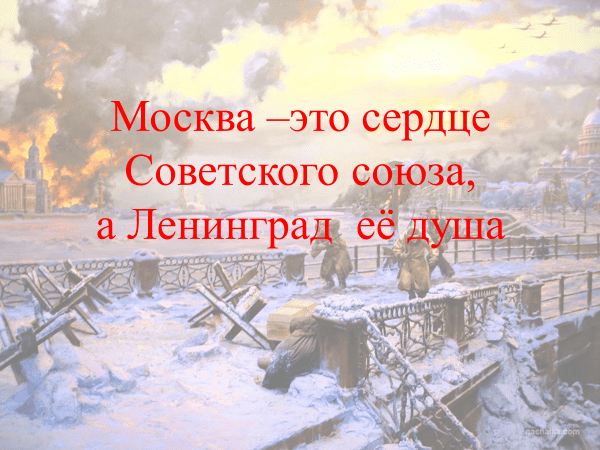 Москва –это сердце
Советского союза,
а Ленинград её душа